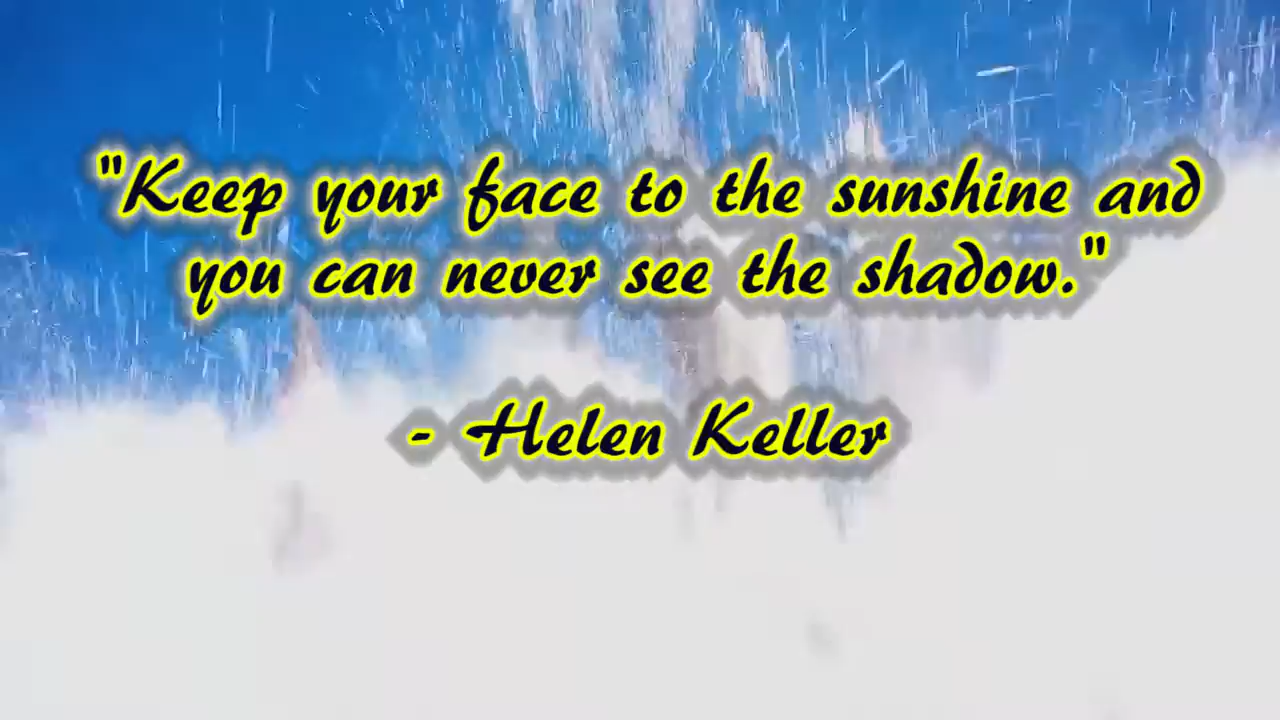 "Keep your face to the sunshine and
you can never see the shadow."
- Helen Keller